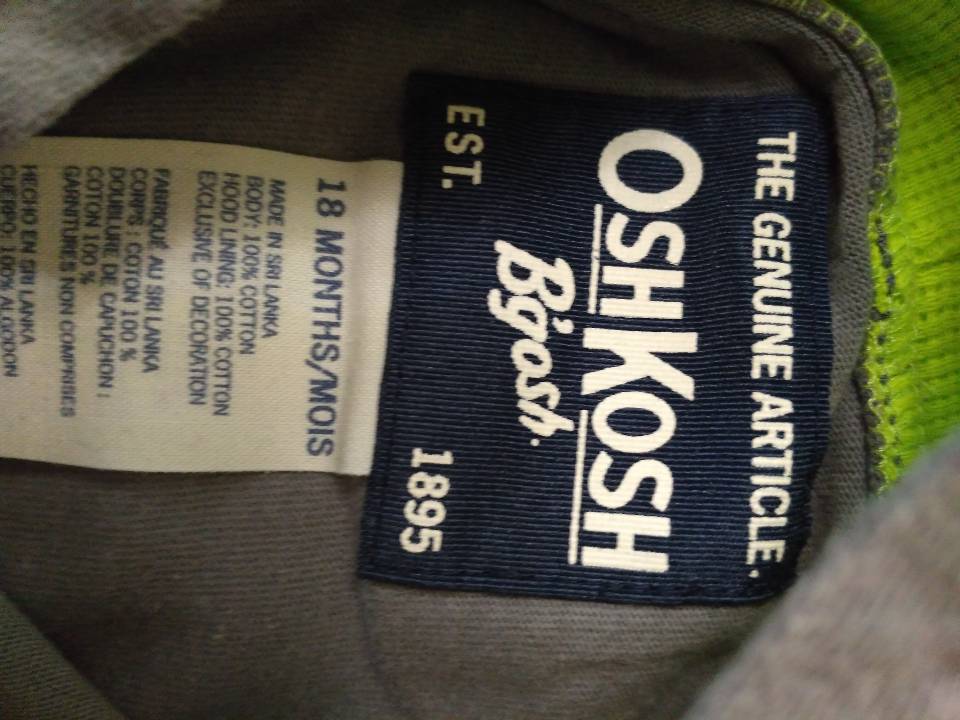 THE GENUINE ARTICLE.
OSHKOSH
B'gosh.
EST. 1895
18 MONTHS/MOIS
MADE IN SRI LANKA
BODY: 100% COTTON
HOOD LINING: 100% COTTON
EXCLUSIVE OF DECORATION
FABRIQUÉ AU SRI LANKA
CORPS : COTON 100 %
DOUBLURE DE CAPUCHON :
COTON 100 %
GARNITURES NON COMPRISES
HECHO EN SRI LANKA
CUERPO: 100% ALGODON